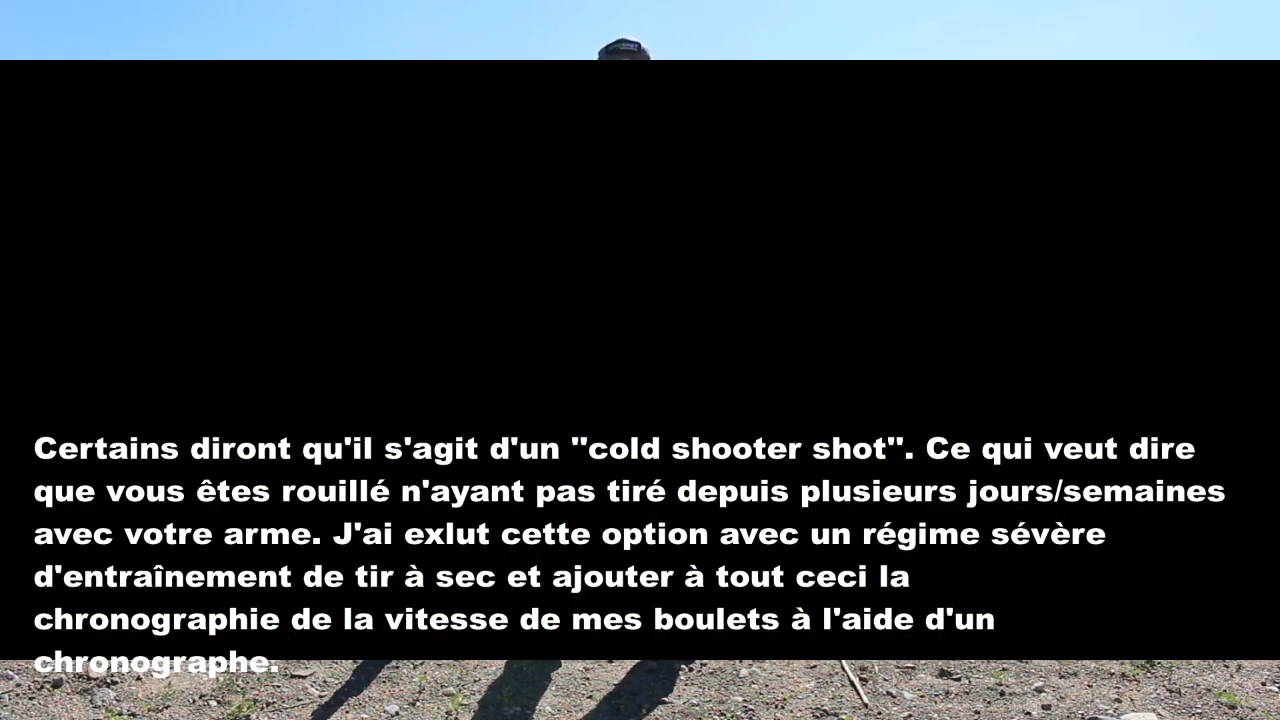 Certains diront qu'il s'agit d'un "cold shooter shot". Ce qui veut dire
que vous êtes rouillé n'ayant pas tiré depuis plusieurs jours/semaines
avec votre arme. J'ai exlut cette option avec un régime sévère
d'entraînement de tir à sec et ajouter à tout ceci la
chronographie de la vitesse de mes boulets à l'aide d'un
chronographe.